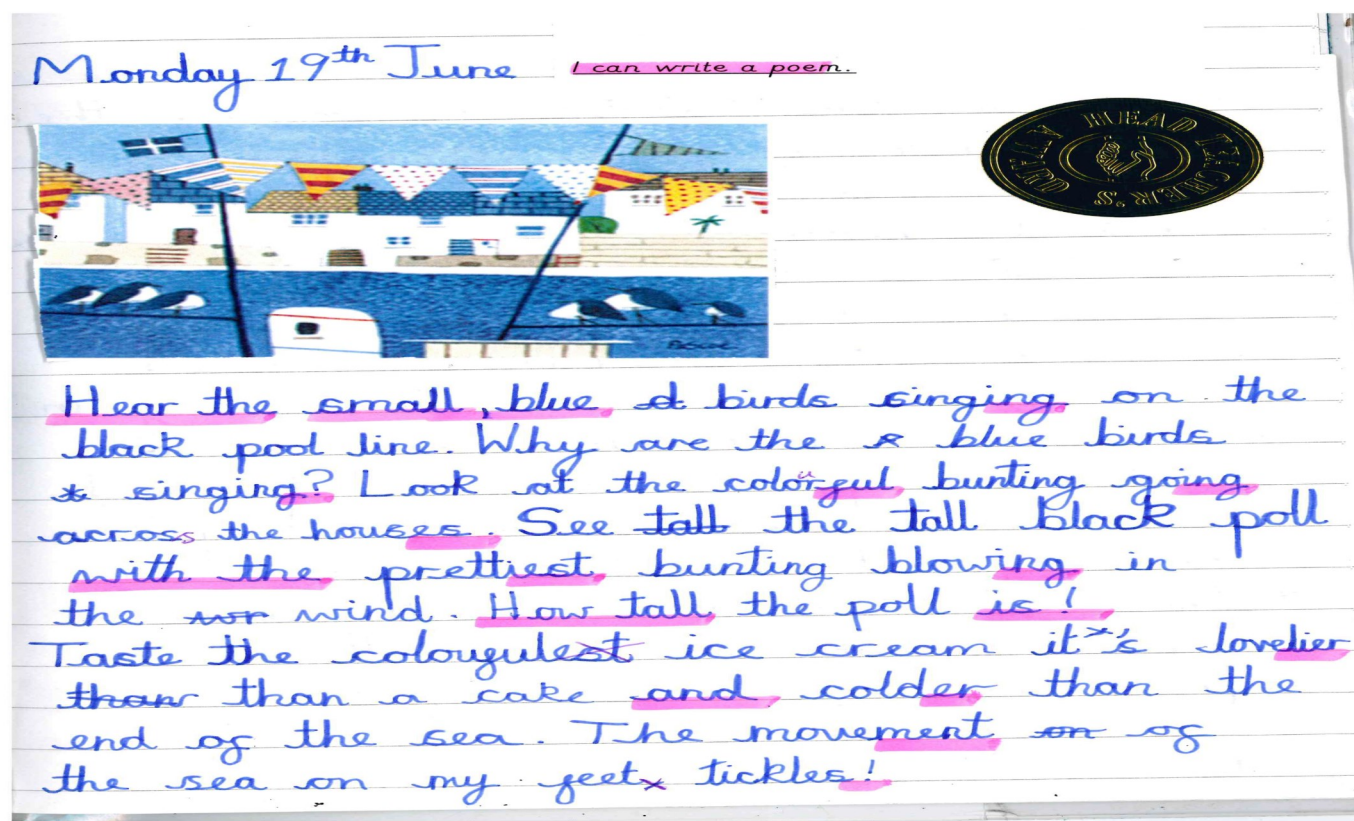 Monday 19th June
I can write a poem.
ORIEN HEAD TEACHER'S
Hear the small, blue birds singing on the
black pool line. Why are the blue birds
singing? Look at the colourful bunting going
across the houses. See tall the tall black poll
with the prettiest bunting blowing in
the wind. How tall the poll is!
Taste the colourfulest ice cream it's lovelier
than than a cake and colder than the
end of the sea. The movement on of
the sea on my feet tickles!